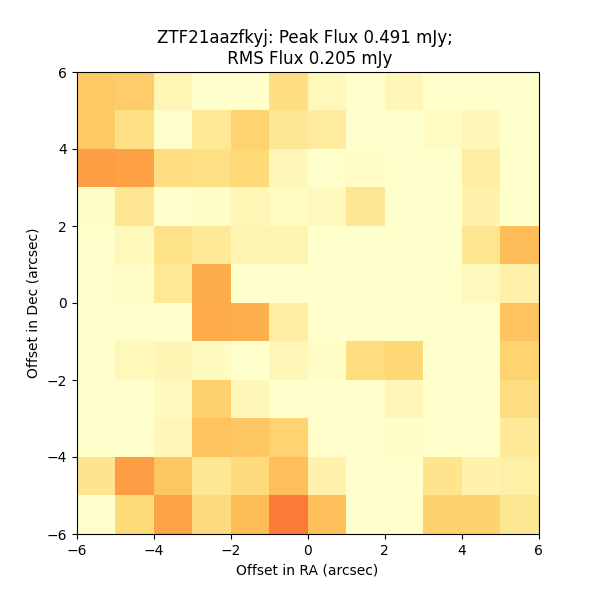 ZTF21aazfkyj: Peak Flux 0.491 mJy;
RMS Flux 0.205 mJy
6
4
2
0
−2
−4
−6
Offset in Dec (arcsec)
−6 −4 −2 0 2 4 6
Offset in RA (arcsec)